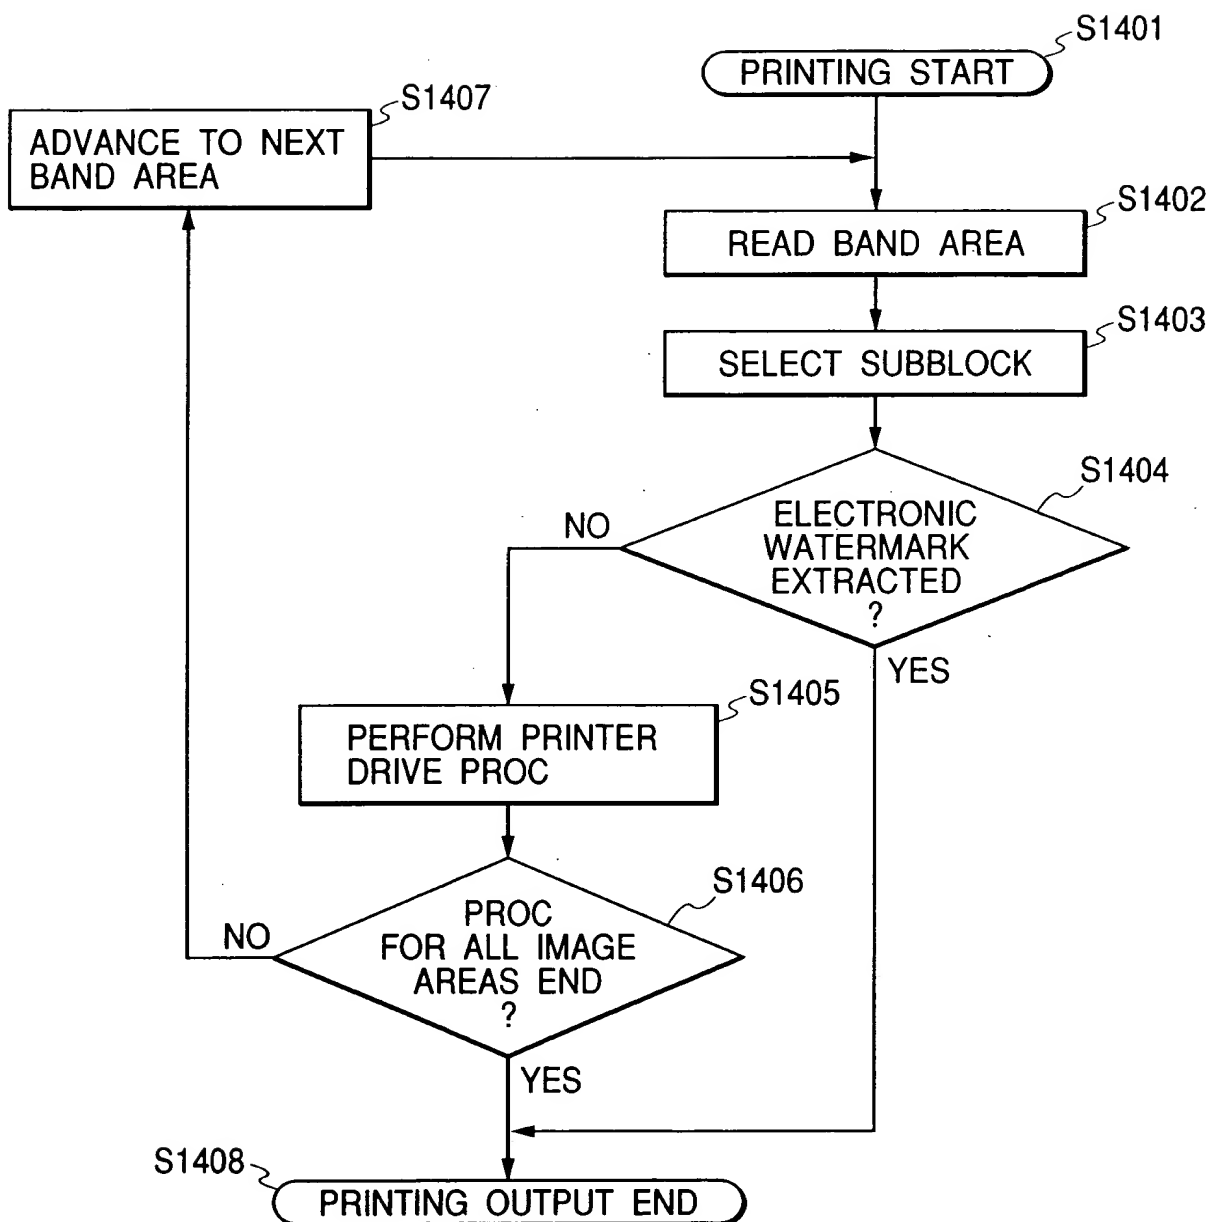 S1401
PRINTING START
S1407
ADVANCE TO NEXT
BAND AREA
S1402
READ BAND AREA
S1403
SELECT SUBBLOCK
S1404
ELECTRONIC
WATERMARK
EXTRACTED
?
NO
YES
S1405
PERFORM PRINTER
DRIVE PROC
S1406
PROC
FOR ALL IMAGE
AREAS END
?
NO
YES
S1408
PRINTING OUTPUT END